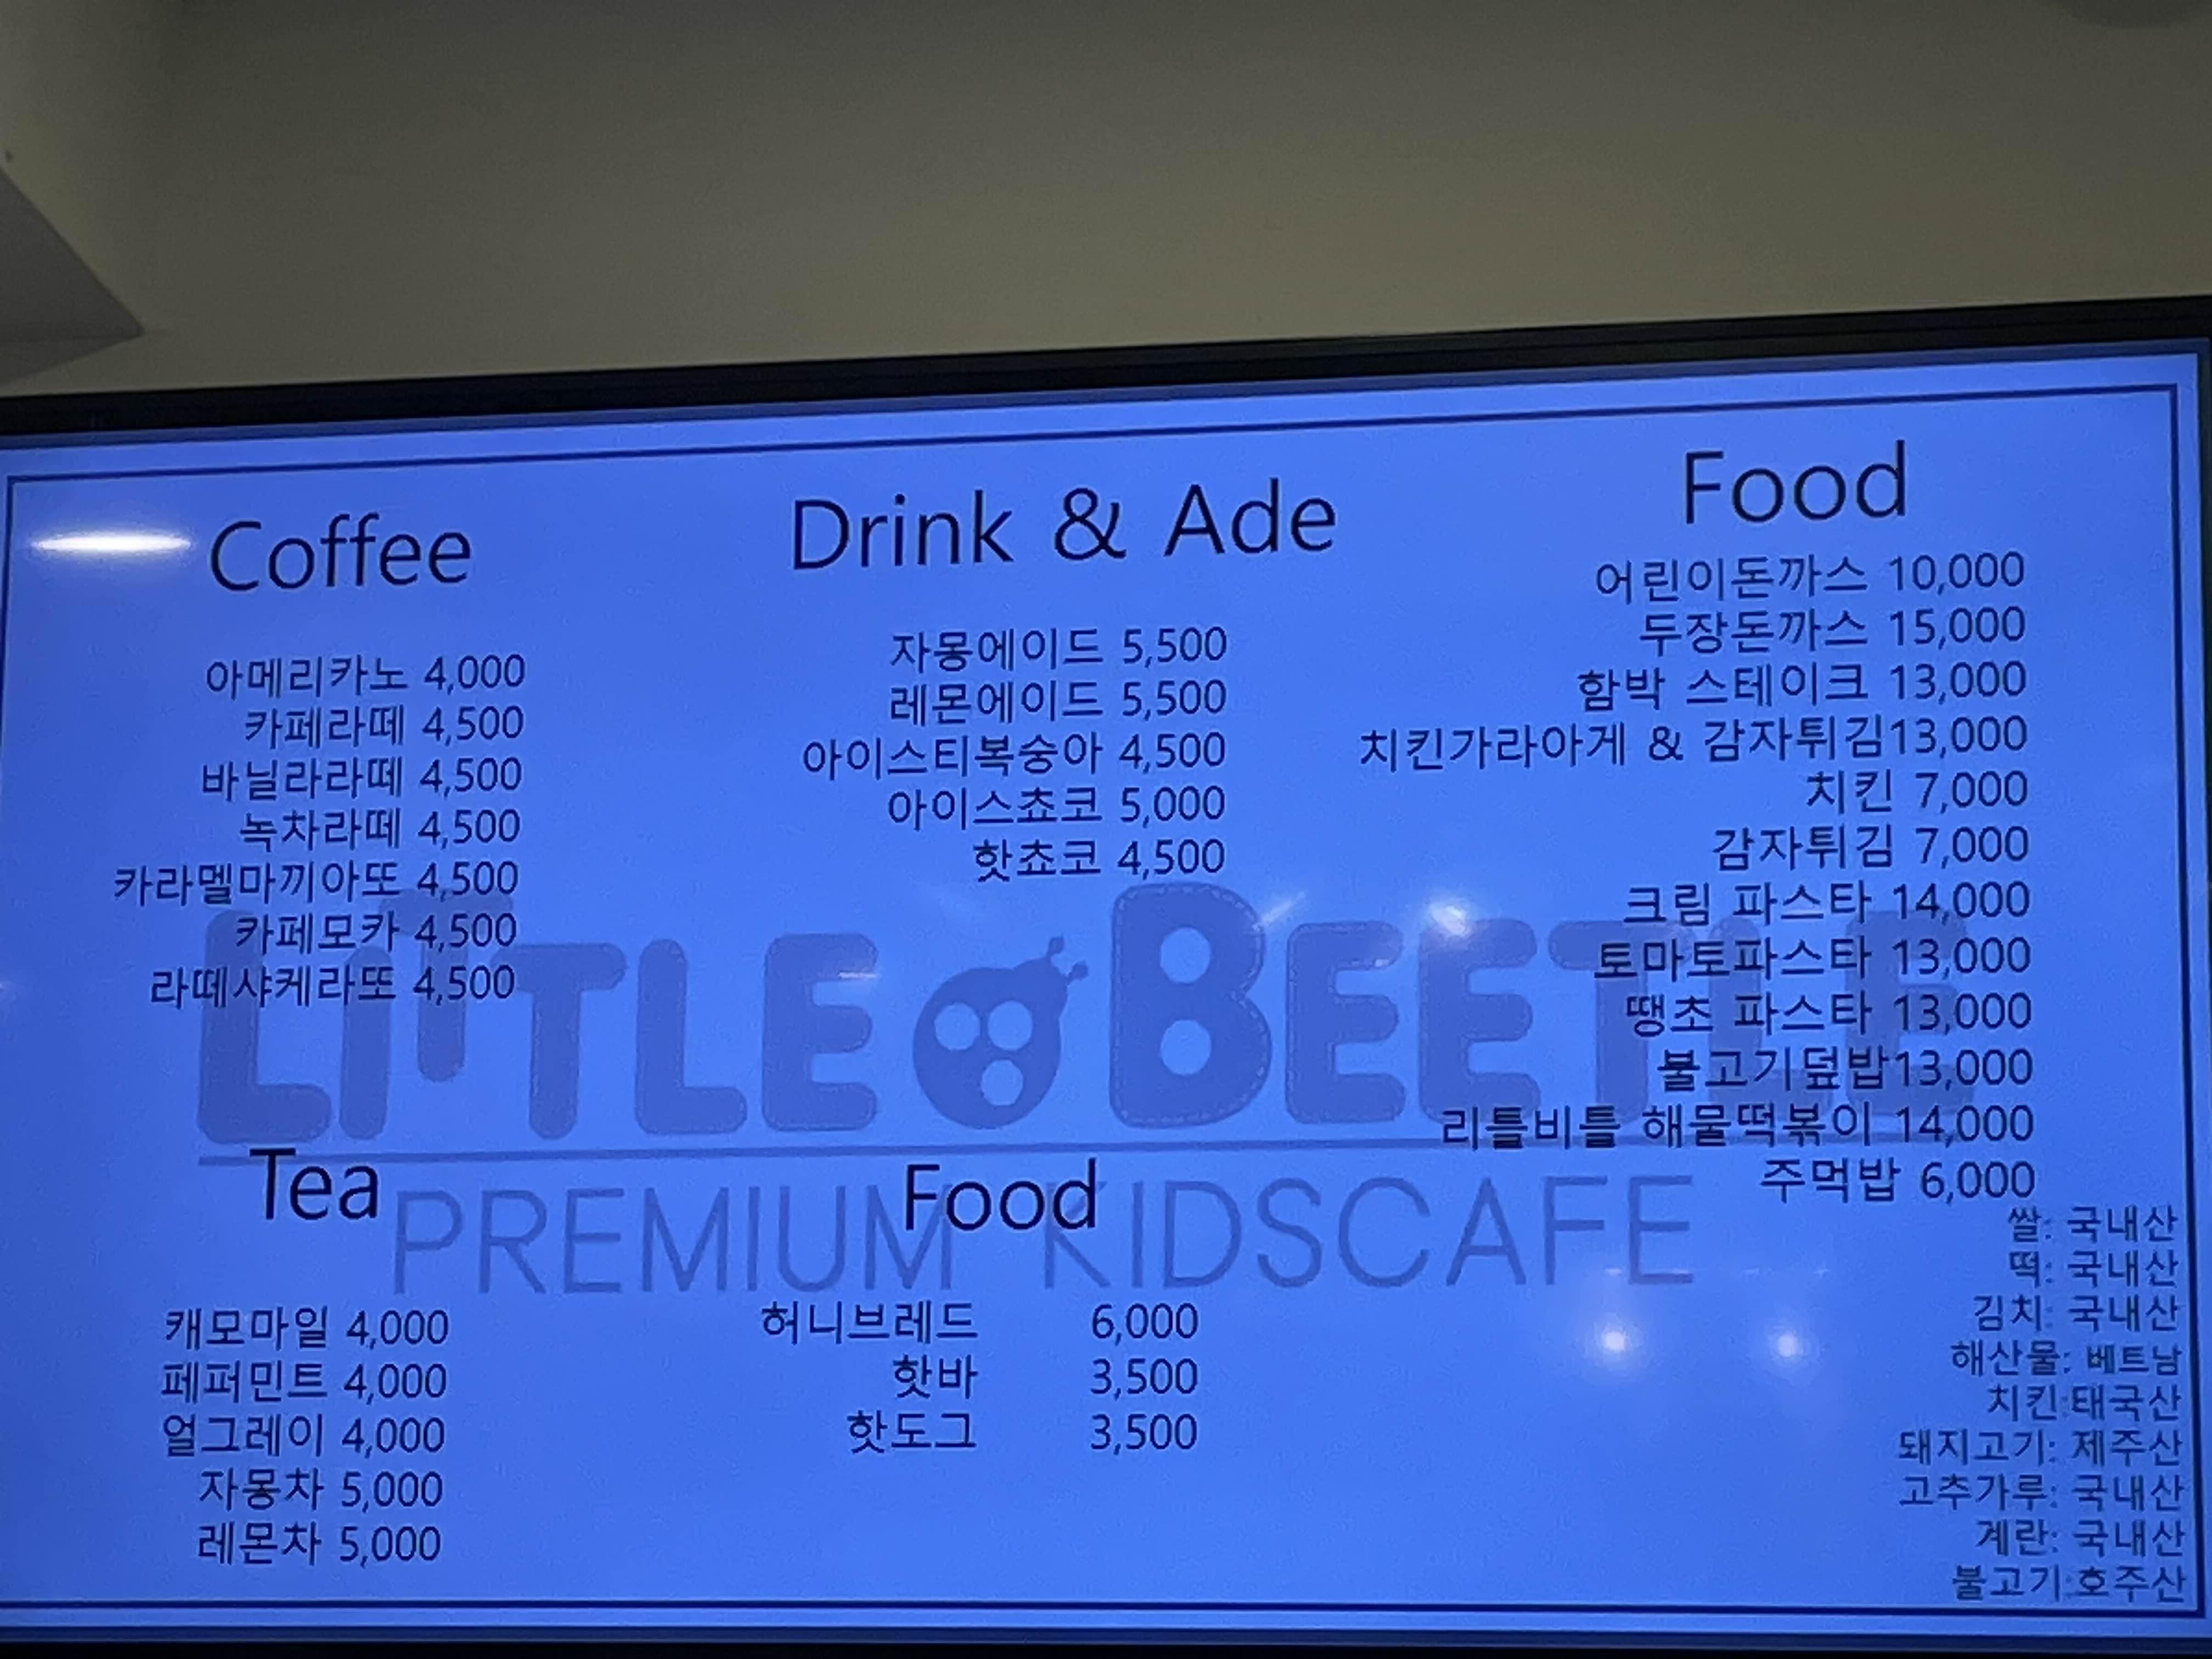 Coffee
아메리카노 4,000
카페라떼 4,500
바닐라라떼 4,500
녹차라떼 4,500
카라멜마끼아또 4,500
카페모카 4,500
라떼샤케라또 4,500
Drink & Ade
자몽에이드 5,500
레몬에이드 5,500
아이스티복숭아 4,500
아이스쵸코 5,000
핫쵸코 4,500
Food
어린이돈까스 10,000
두장돈까스 15,000
함박 스테이크 13,000
치킨가라아게 & 감자튀김13,000
치킨 7,000
감자튀김 7,000
크림 파스타 14,000
토마토파스타 13,000
땡초 파스타 13,000
불고기덮밥13,000
리틀비틀 해물떡볶이 14,000
주먹밥 6,000
LITTLE BEETLE
PREMIUM KIDSCAFE
Tea
캐모마일 4,000
페퍼민트 4,000
얼그레이 4,000
자몽차 5,000
레몬차 5,000
Food
허니브레드 6,000
핫바 3,500
핫도그 3,500
쌀: 국내산
떡: 국내산
김치: 국내산
해산물: 베트남
치킨:태국산
돼지고기: 제주산
고추가루: 국내산
계란: 국내산
불고기:호주산